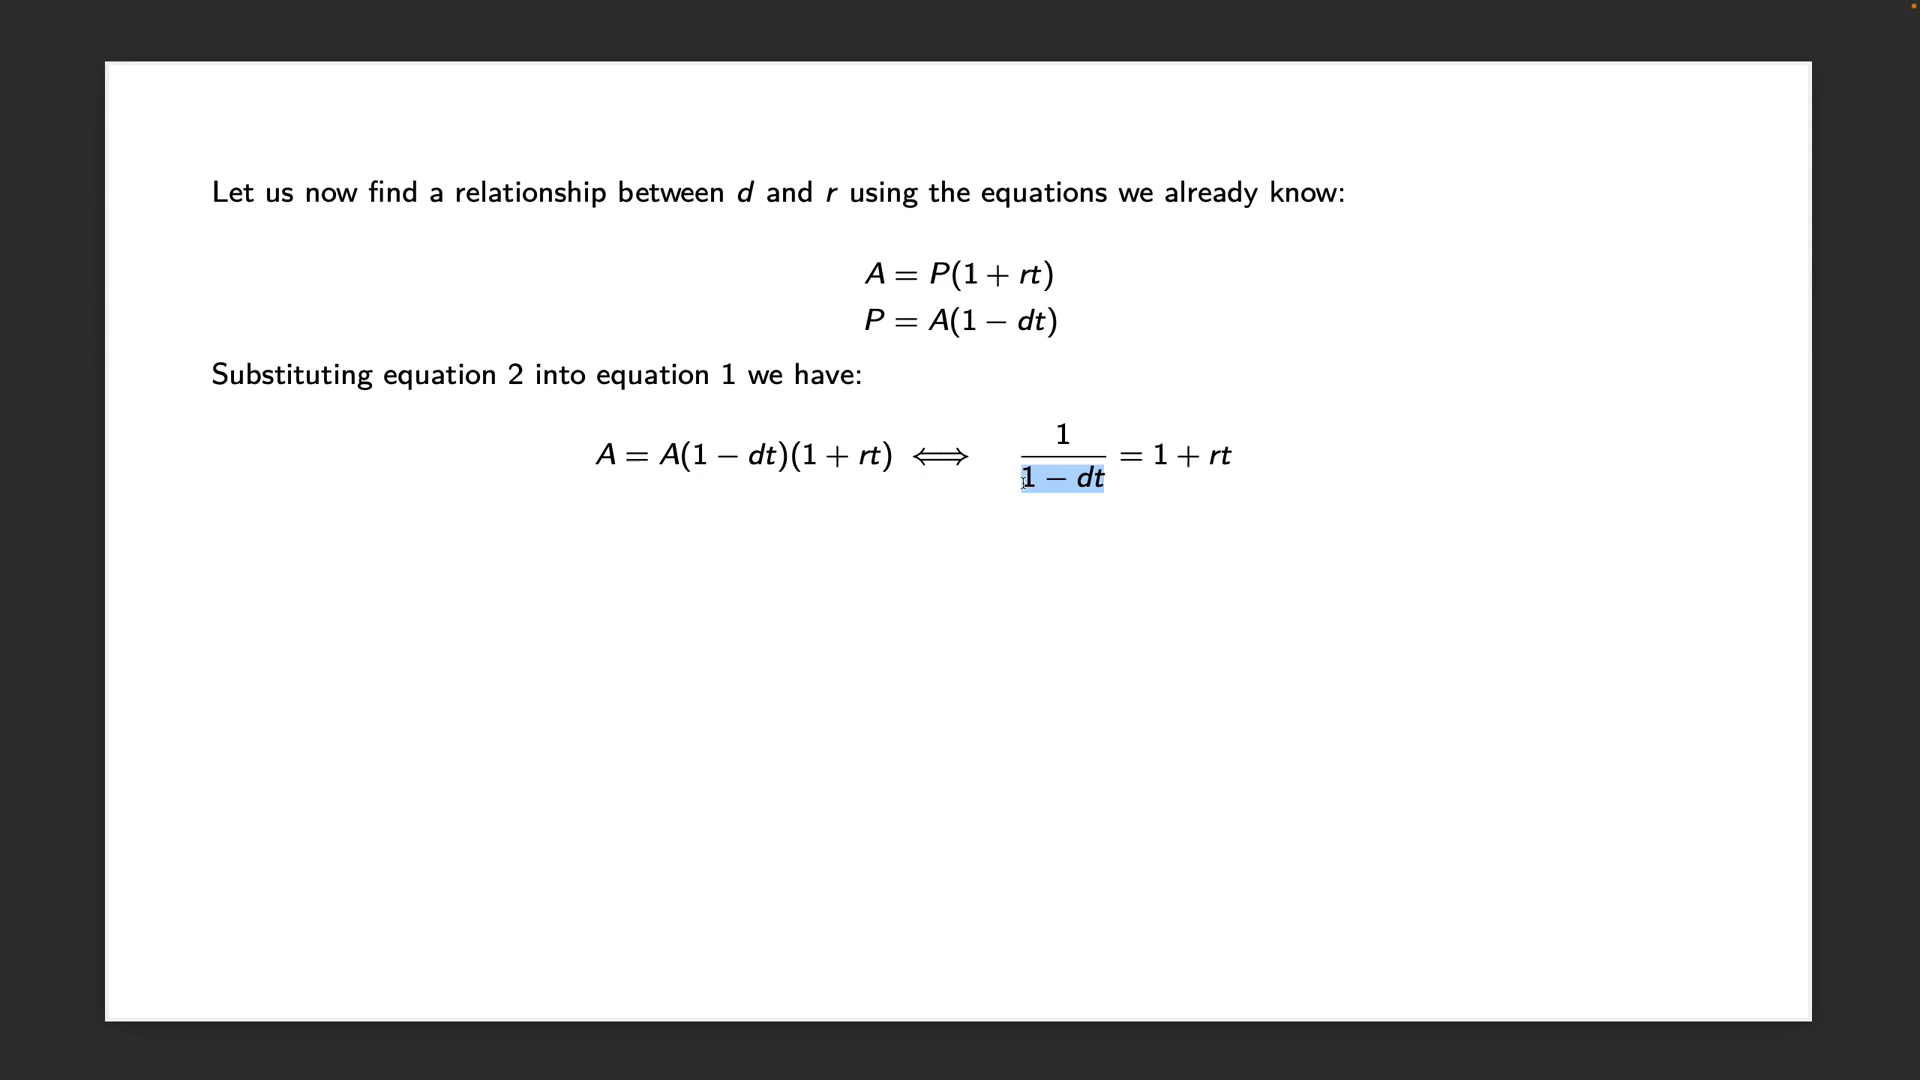 Let us now find a relationship between d and r using the equations we already know:
A = P(1 + rt)
P = A(1 − dt)
Substituting equation 2 into equation 1 we have:
A = A(1 − dt)(1 + rt) ⟺ 1/(1 − dt) = 1 + rt